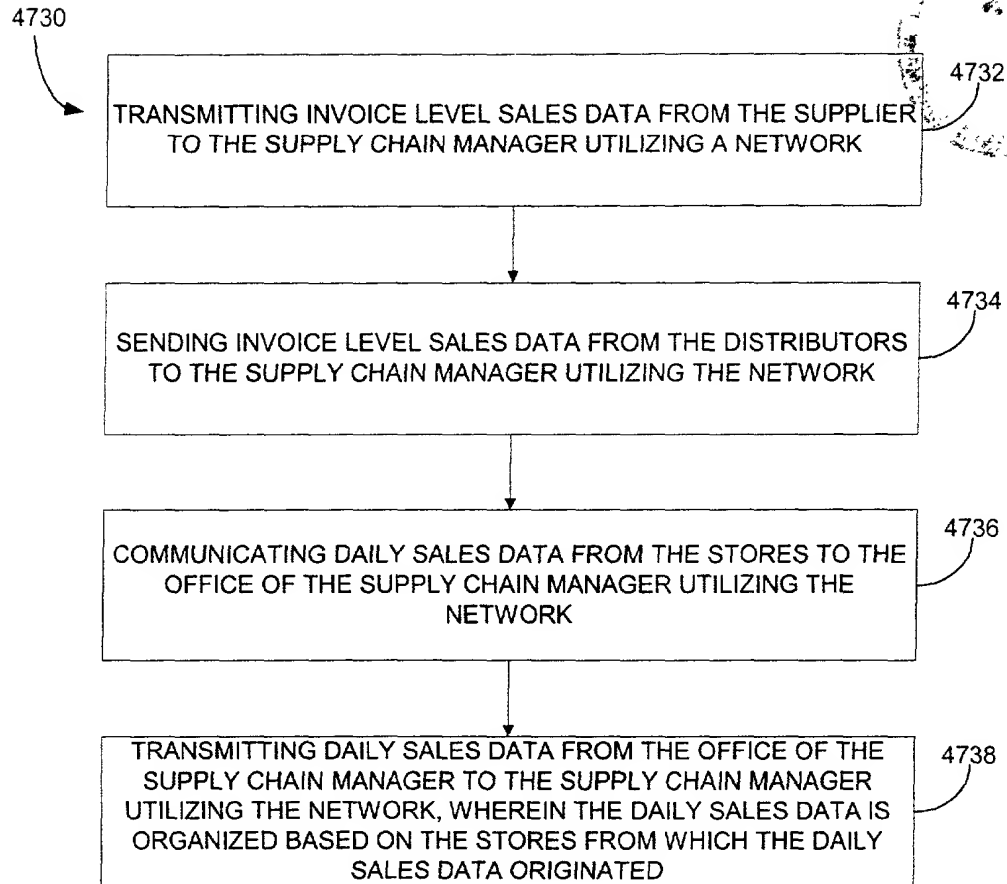 4730
4732
TRANSMITTING INVOICE LEVEL SALES DATA FROM THE SUPPLIER
TO THE SUPPLY CHAIN MANAGER UTILIZING A NETWORK
4734
SENDING INVOICE LEVEL SALES DATA FROM THE DISTRIBUTORS
TO THE SUPPLY CHAIN MANAGER UTILIZING THE NETWORK
4736
COMMUNICATING DAILY SALES DATA FROM THE STORES TO THE
OFFICE OF THE SUPPLY CHAIN MANAGER UTILIZING THE
NETWORK
4738
TRANSMITTING DAILY SALES DATA FROM THE OFFICE OF THE
SUPPLY CHAIN MANAGER TO THE SUPPLY CHAIN MANAGER
UTILIZING THE NETWORK, WHEREIN THE DAILY SALES DATA IS
ORGANIZED BASED ON THE STORES FROM WHICH THE DAILY
SALES DATA ORIGINATED